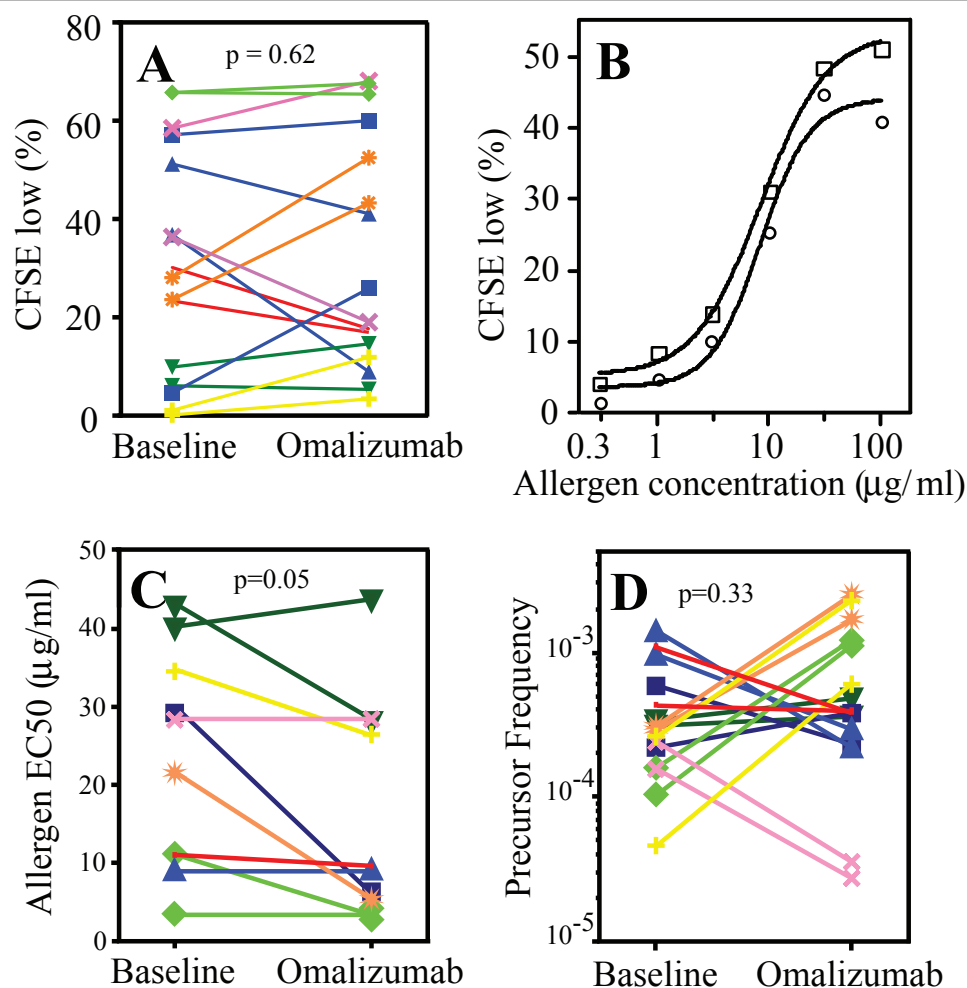 A
p = 0.62
CFSE low (%)
80
60
40
20
0
Baseline Omalizumab
B
CFSE low (%)
50
40
30
20
10
0
0.3 1 10 100
Allergen concentration (μg/ml)
C
p=0.05
Allergen EC50 (μg/ml)
50
40
30
20
10
0
Baseline Omalizumab
D
p=0.33
Precursor Frequency
10-3
10-4
10-5
Baseline Omalizumab